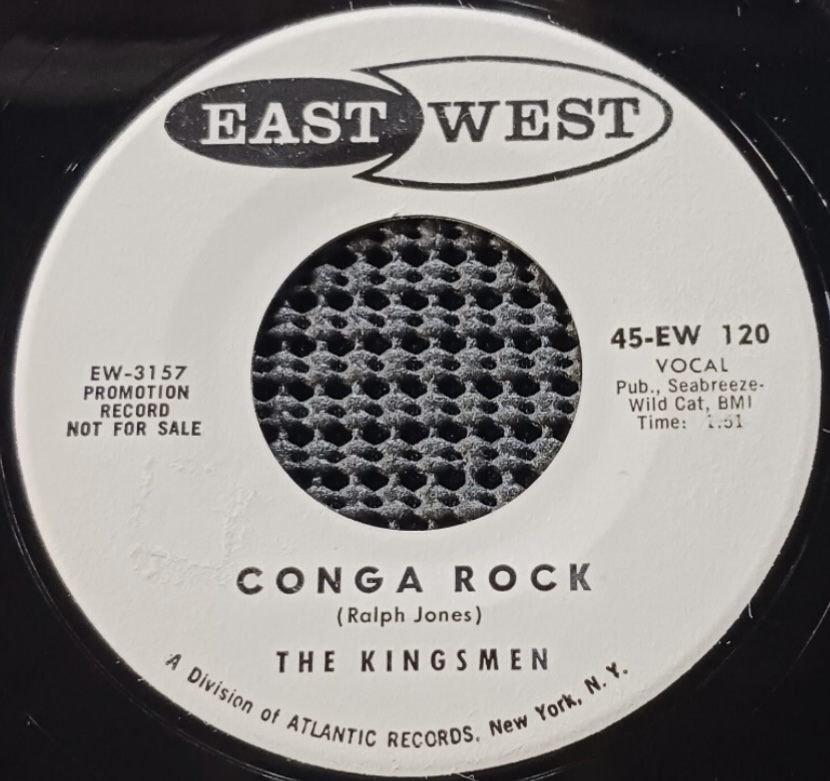 EAST WEST
EW-3157
PROMOTION
RECORD
NOT FOR SALE
45-EW 120
VOCAL
Pub., Seabreeze-
Wild Cat, BMI
Time:
CONGA ROCK
(Ralph Jones)
THE KINGSMEN
A Division of ATLANTIC RECORDS, New York, N.Y.